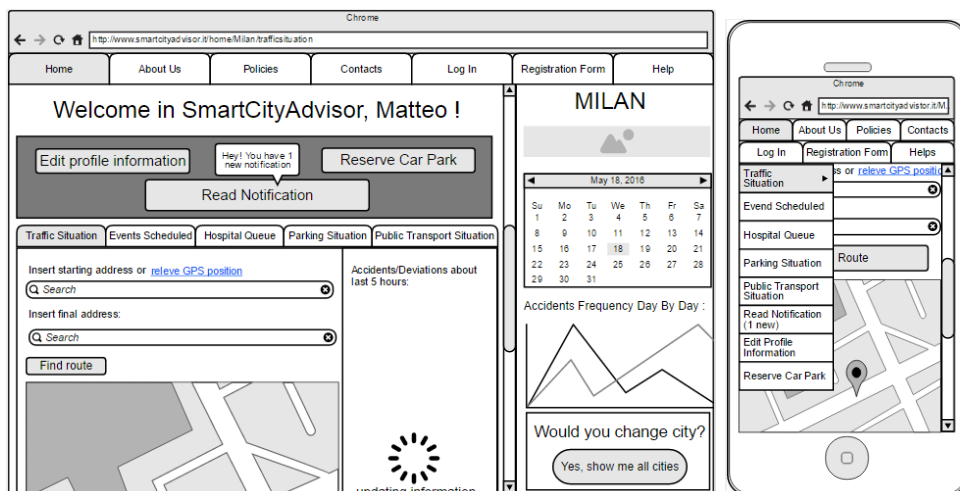 Chrome
http://www.smartcityadvisor.it/home/Milan/trafficsituation
Home About Us Policies Contacts Log In Registration Form Help
Welcome in SmartCityAdvisor, Matteo !
Edit profile information
Hey! You have 1
new notification
Reserve Car Park
Read Notification
Traffic Situation Events Scheduled Hospital Queue Parking Situation Public Transport Situation
Insert starting address or releve GPS position
Search
Insert final address:
Search
Find route
Accidents/Deviations about
last 5 hours:
updating information
MILAN
May 18, 2016
Su Mo Tu We Th Fr Sa
1 2 3 4 5 6 7
8 9 10 11 12 13 14
15 16 17 18 19 20 21
22 23 24 25 26 27 28
29 30 31
Accidents Frequency Day By Day :
Would you change city?
Yes, show me all cities
Chrome
http://www.smartcityadvistor.it/M..
Home About Us Policies Contacts
Log In Registration Form Helps
ss or releve GPS positio
Traffic
Situation
Evend Scheduled
Hospital Queue
Parking Situation
Route
Public Transport
Situation
Read Notification
(1 new)
Edit Profile
Information
Reserve Car Park